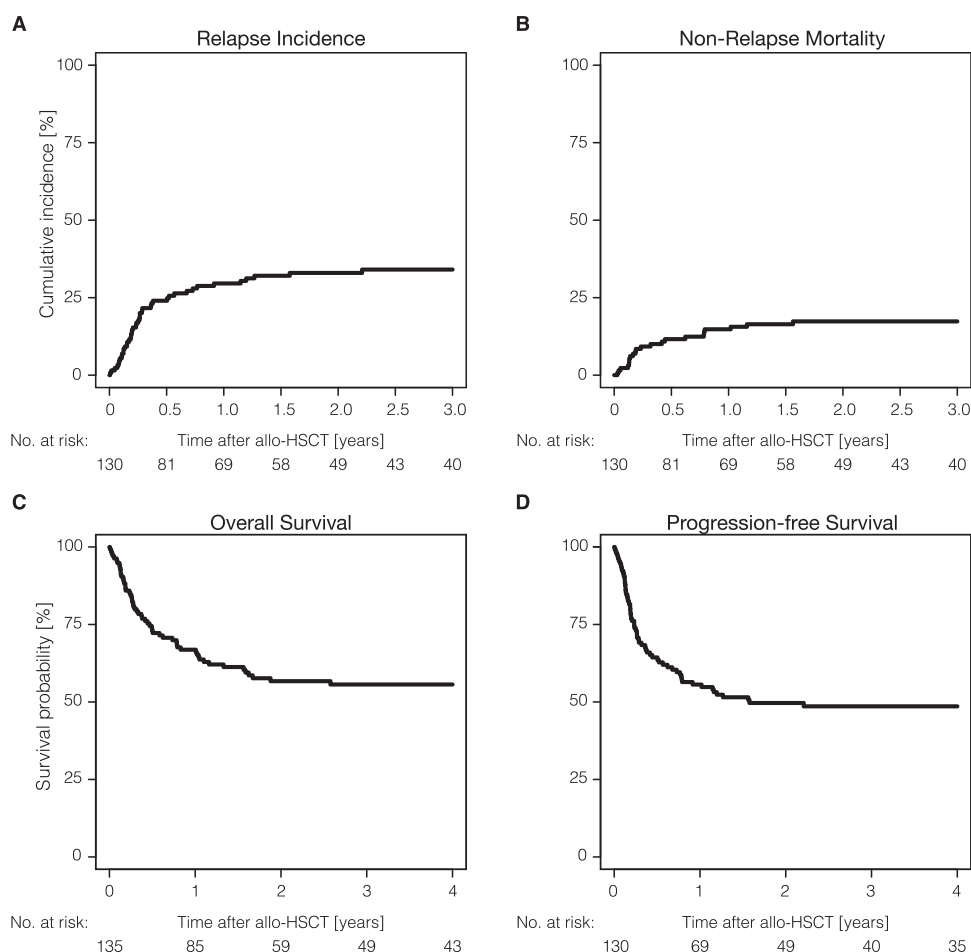 A
B
Relapse Incidence
Non-Relapse Mortality
Cumulative incidence [%]
100
75
50
25
0
100
75
50
25
0
0 0.5 1.0 1.5 2.0 2.5 3.0
0 0.5 1.0 1.5 2.0 2.5 3.0
No. at risk: Time after allo-HSCT [years]
No. at risk: Time after allo-HSCT [years]
130 81 69 58 49 43 40
130 81 69 58 49 43 40
C
D
Overall Survival
Progression-free Survival
Survival probability [%]
100
75
50
25
0
100
75
50
25
0
0 1 2 3 4
0 1 2 3 4
No. at risk: Time after allo-HSCT [years]
No. at risk: Time after allo-HSCT [years]
135 85 59 49 43
130 69 49 40 35